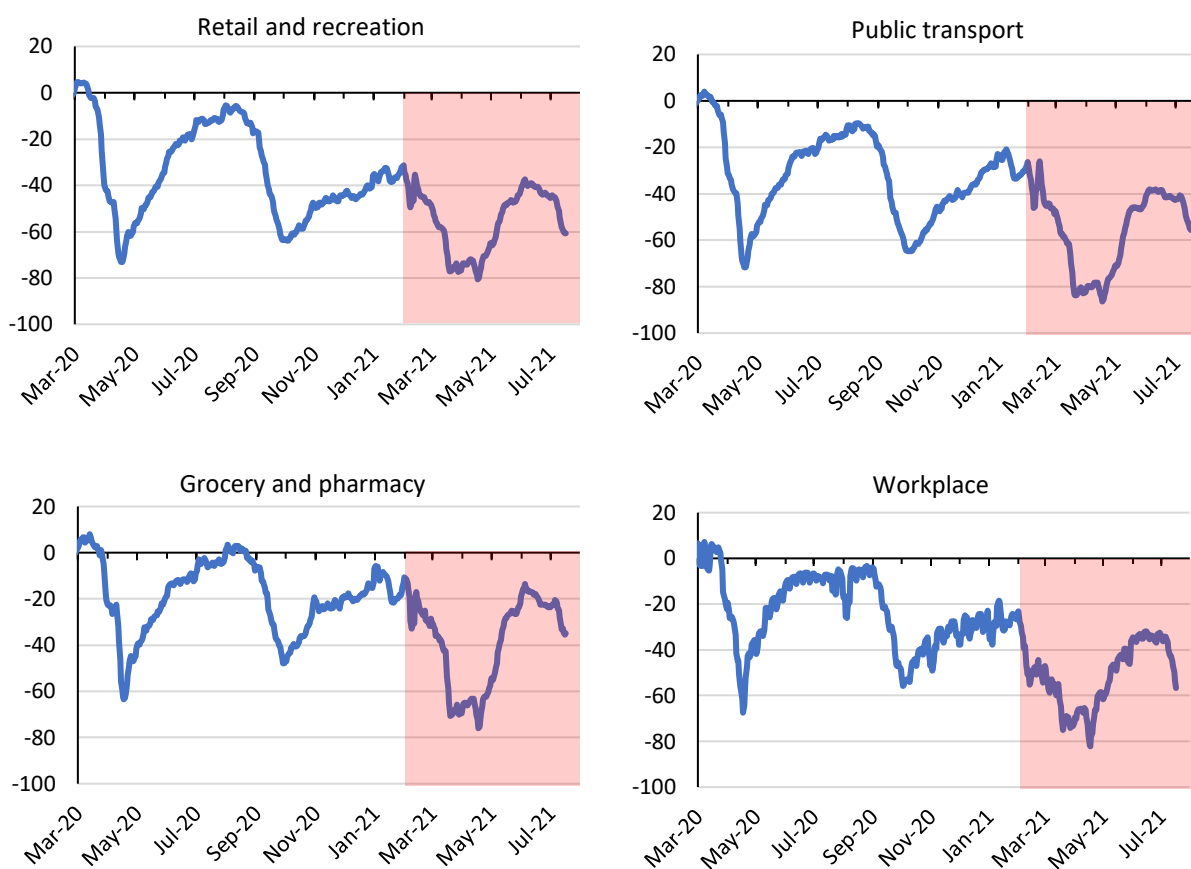 Retail and recreation
20
0
-20
-40
-60
-80
-100
Mar-20
May-20
Jul-20
Sep-20
Nov-20
Jan-21
Mar-21
May-21
Jul-21
Public transport
20
0
-20
-40
-60
-80
-100
Mar-20
May-20
Jul-20
Sep-20
Nov-20
Jan-21
Mar-21
May-21
Jul-21
Grocery and pharmacy
20
0
-20
-40
-60
-80
-100
Mar-20
May-20
Jul-20
Sep-20
Nov-20
Jan-21
Mar-21
May-21
Jul-21
Workplace
20
0
-20
-40
-60
-80
-100
Mar-20
May-20
Jul-20
Sep-20
Nov-20
Jan-21
Mar-21
May-21
Jul-21